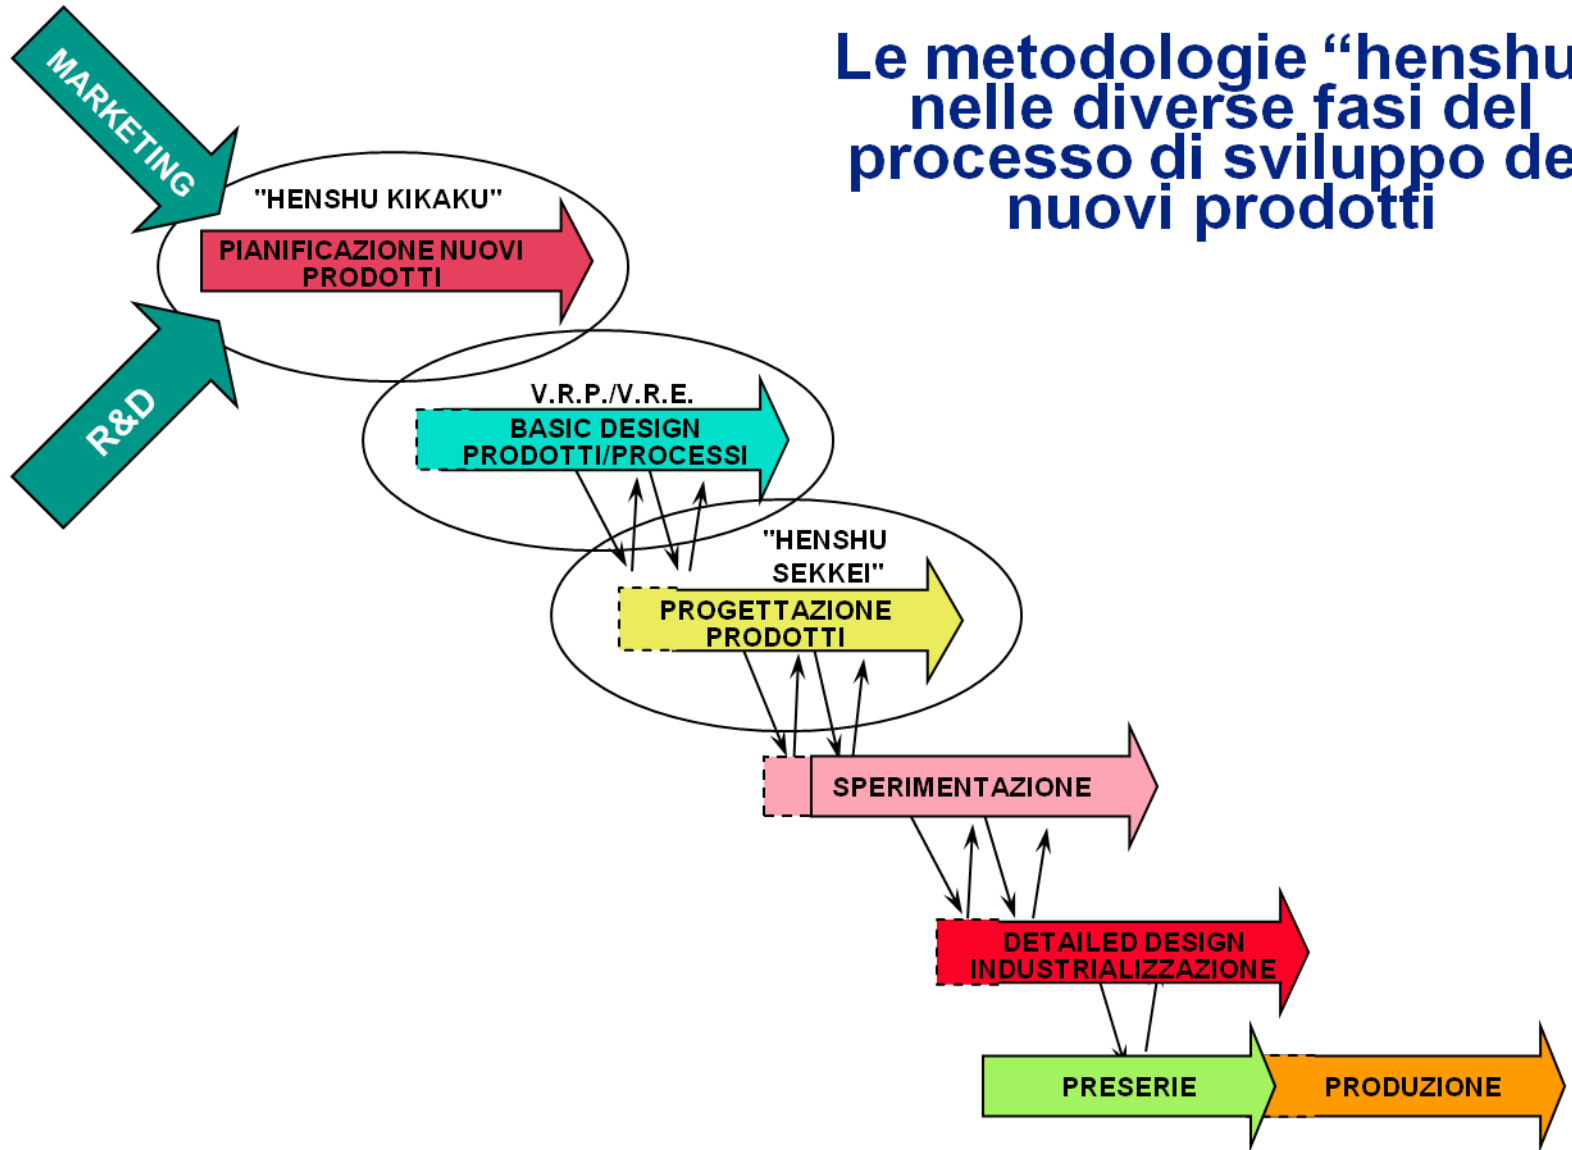 Le metodologie “henshu
nelle diverse fasi del
processo di sviluppo de
nuovi prodotti
MARKETING
R&D
"HENSHU KIKAKU"
PIANIFICAZIONE NUOVI
PRODOTTI
V.R.P./V.R.E.
BASIC DESIGN
PRODOTTI/PROCESSI
"HENSHU
SEKKEI"
PROGETTAZIONE
PRODOTTI
SPERIMENTAZIONE
DETAILED DESIGN
INDUSTRIALIZZAZIONE
PRESERIE
PRODUZIONE